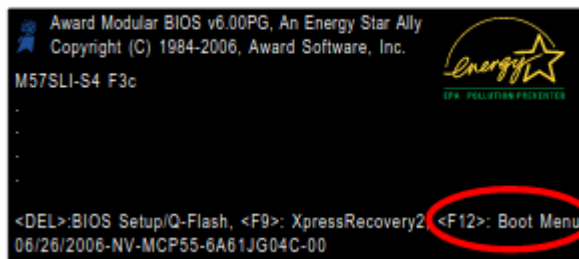 Award Modular BIOS v6.00PG, An Energy Star Ally
Copyright (C) 1984-2006, Award Software, Inc.
energy
EPA POLLUTION PREVENTER
M57SLI-S4 F3c
.
.
.
.
<DEL>:BIOS Setup/Q-Flash, <F9>: XpressRecovery2, <F12>: Boot Menu
06/26/2006-NV-MCP55-6A61JG04C-00